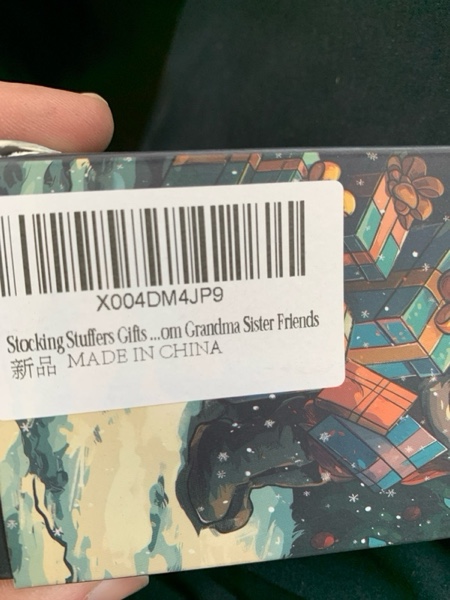 X004DM4JP9
Stocking Stuffers Gifts ...om Grandma Sister Friends
新品 MADE IN CHINA